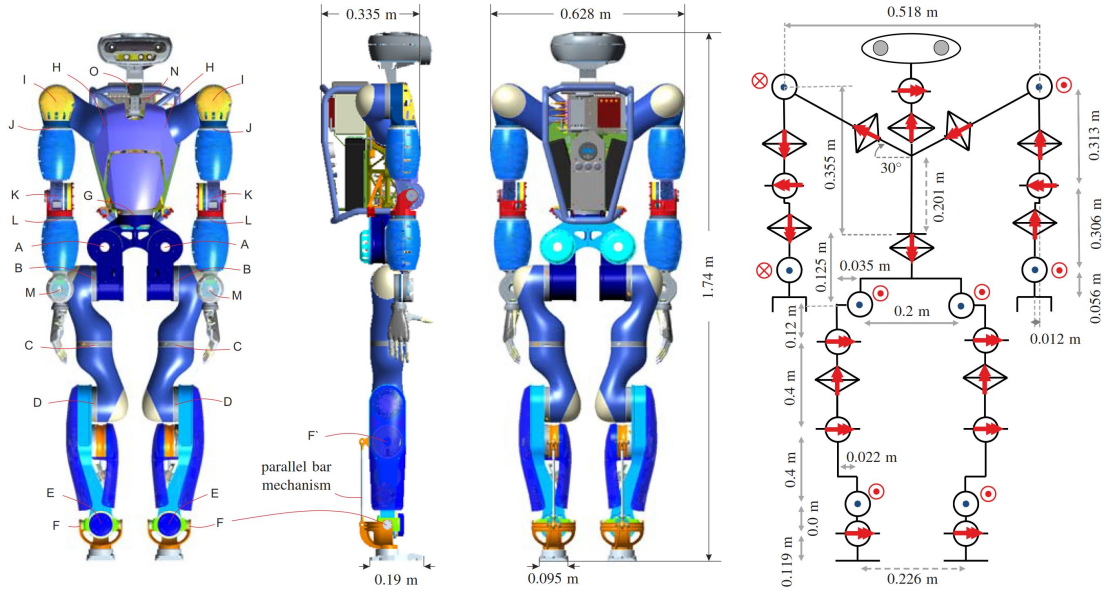 0.335 m
0.628 m
0.518 m
H
O
N
H
I
I
J
J
K
K
G
L
L
A
A
B
B
M
M
C
C
D
D
E
E
F
F
F`
parallel bar
mechanism
0.19 m
0.095 m
1.74 m
0.355 m
30°
0.201 m
0.313 m
0.306 m
0.056 m
0.125 m
0.035 m
0.2 m
0.012 m
0.12 m
0.4 m
0.022 m
0.4 m
0.0 m
0.119 m
0.226 m